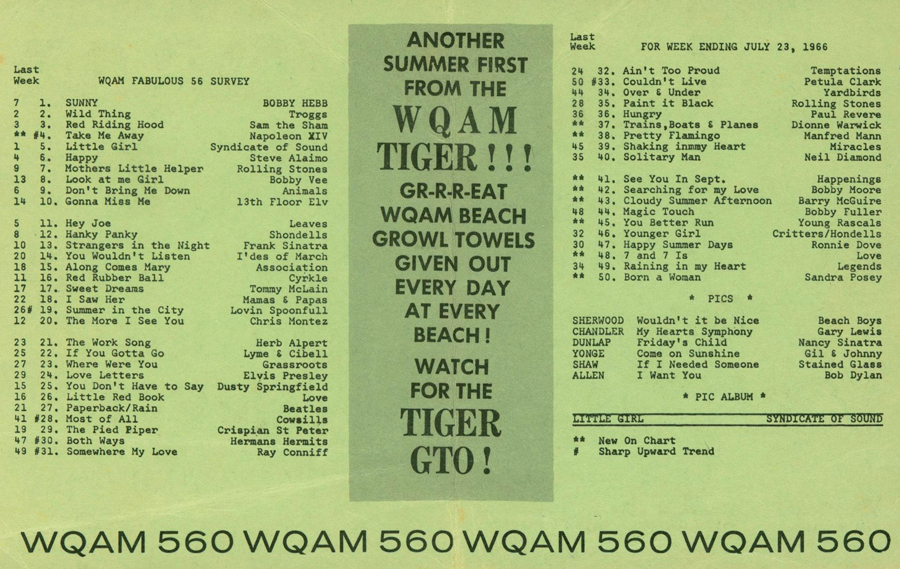 Last
Week WQAM FABULOUS 56 SURVEY
7 1. SUNNY BOBBY HEBB
2 2. Wild Thing Troggs
3 3. Red Riding Hood Sam the Sham
** #4. Take Me Away Napoleon XIV
1 5. Little Girl Syndicate of Sound
4 6. Happy Steve Alaimo
9 7. Mothers Little Helper Rolling Stones
13 8. Look at me Girl Bobby Vee
6 9. Don't Bring Me Down Animals
14 10. Gonna Miss Me 13th Floor Elv
5 11. Hey Joe Leaves
8 12. Hanky Panky Shondells
10 13. Strangers in the Night Frank Sinatra
20 14. You Wouldn't Listen I'des of March
18 15. Along Comes Mary Association
11 16. Red Rubber Ball Cyrkle
17 17. Sweet Dreams Tommy McLain
22 18. I Saw Her Mamas & Papas
26# 19. Summer in the City Lovin Spoonfull
12 20. The More I See You Chris Montez
23 21. The Work Song Herb Alpert
25 22. If You Gotta Go Lyme & Cibell
27 23. Where Were You Grassroots
29 24. Love Letters Elvis Presley
15 25. You Don't Have to Say Dusty Springfield
16 26. Little Red Book Love
21 27. Paperback/Rain Beatles
41 #28. Most of All Cowsills
19 29. The Pied Piper Crispian St Peter
47 #30. Both Ways Hermans Hermits
49 #31. Somewhere My Love Ray Conniff
ANOTHER
SUMMER FIRST
FROM THE
WQAM
TIGER!!!
GR-R-R-EAT
WQAM BEACH
GROWL TOWELS
GIVEN OUT
EVERY DAY
AT EVERY
BEACH!
WATCH
FOR THE
TIGER
GTO!
Last
Week FOR WEEK ENDING JULY 23, 1966
24 32. Ain't Too Proud Temptations
50 #33. Couldn't Live Petula Clark
44 34. Over & Under Yardbirds
28 35. Paint it Black Rolling Stones
36 36. Hungry Paul Revere
** 37. Trains,Boats & Planes Dionne Warwick
** 38. Pretty Flamingo Manfred Mann
45 39. Shaking inmmy Heart Miracles
35 40. Solitary Man Neil Diamond
** 41. See You In Sept. Happenings
** 42. Searching for my Love Bobby Moore
** 43. Cloudy Summer Afternoon Barry McGuire
48 44. Magic Touch Bobby Fuller
** 45. You Better Run Young Rascals
32 46. Younger Girl Critters/Hondells
30 47. Happy Summer Days Ronnie Dove
** 48. 7 and 7 Is Love
34 49. Raining in my Heart Legends
** 50. Born a Woman Sandra Posey
* PICS *
SHERWOOD Wouldn't it be Nice Beach Boys
CHANDLER My Hearts Symphony Gary Lewis
DUNLAP Friday's Child Nancy Sinatra
YONGE Come on Sunshine Gil & Johnny
SHAW If I Needed Someone Stained Glass
ALLEN I Want You Bob Dylan
* PIC ALBUM *
LITTLE GIRL SYNDICATE OF SOUND
** New On Chart
# Sharp Upward Trend
WQAM 560 WQAM 560 WQAM 560 WQAM 560